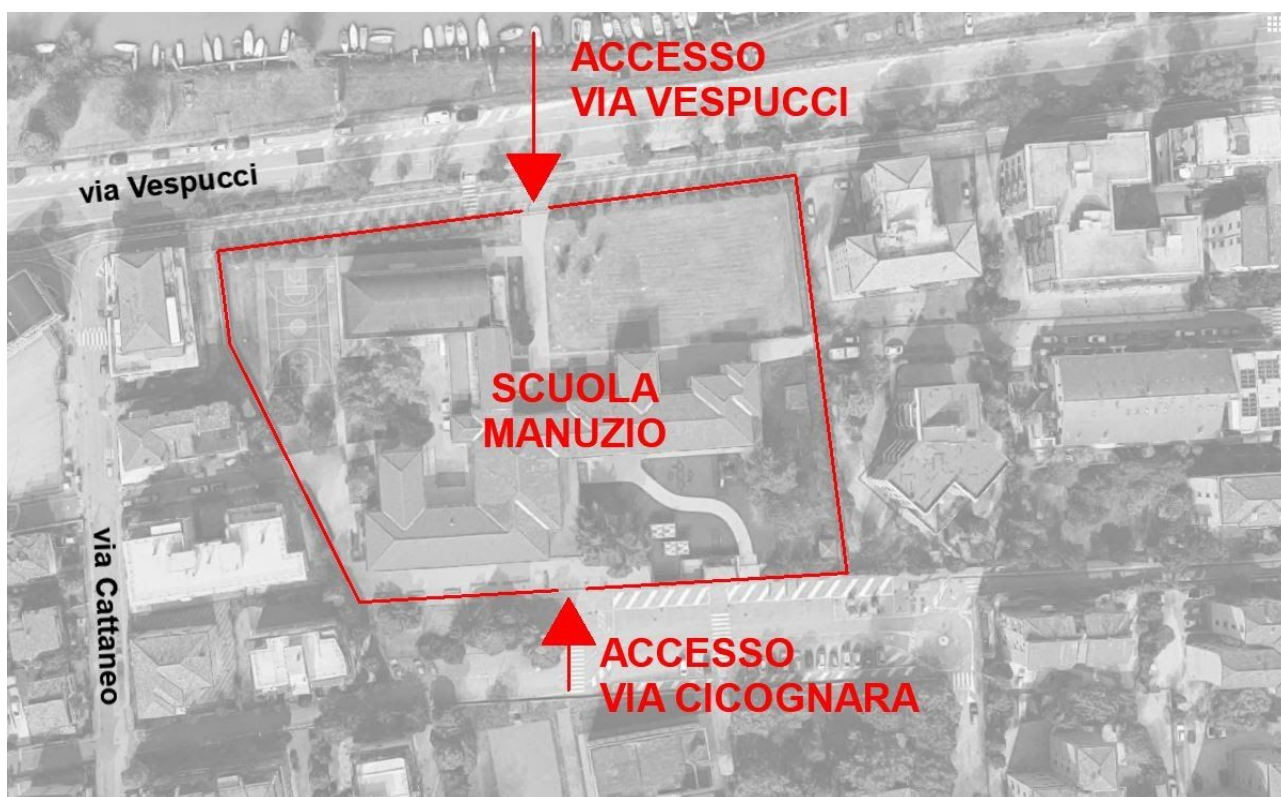 ACCESSO
VIA VESPUCCI
via Vespucci
SCUOLA
MANUZIO
via Cattaneo
ACCESSO
VIA CICOGNARA